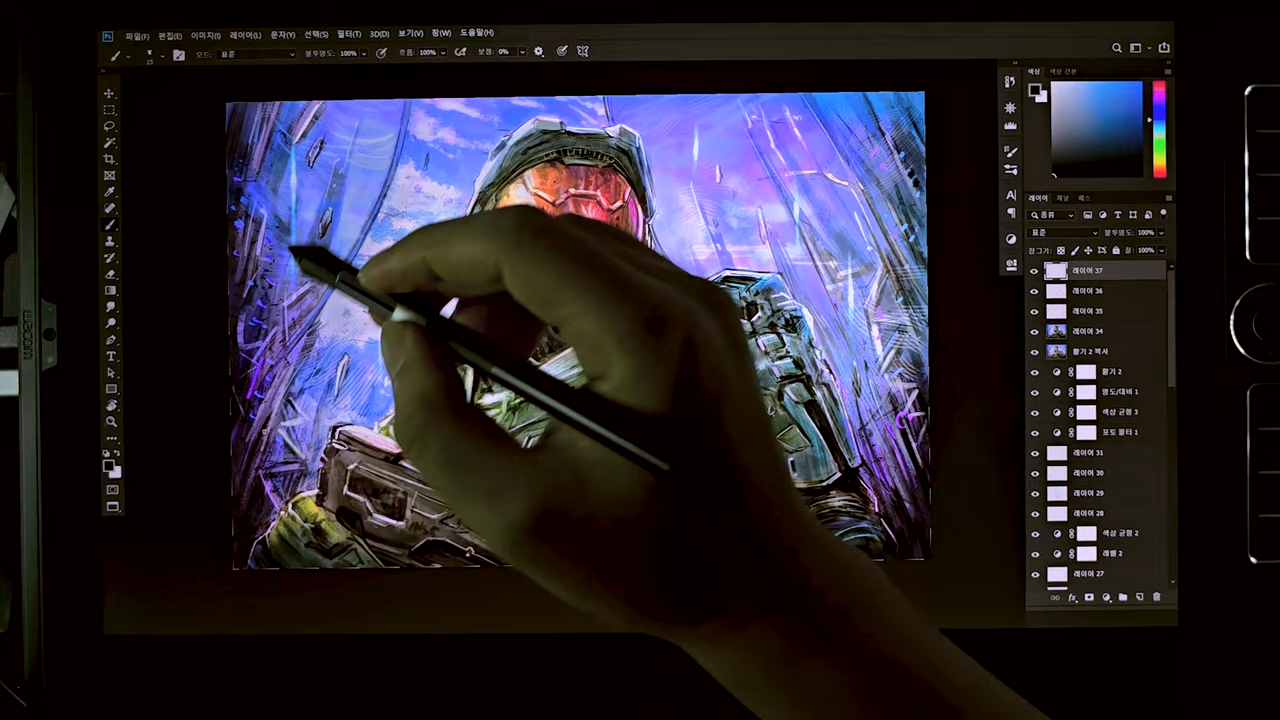 Ps 파일(F) 편집(E) 이미지(I) 레이어(L) 문자(Y) 선택(S) 필터(T) 3D(D) 보기(V) 창(W) 도움말(H)
15 모드: 표준 불투명도: 100% 흐름: 100% 보정: 0%
색상 색상 견본
wacom
레이어 채널 패스
종류
표준 불투명도: 100%
잠그기: 칠: 100%
레이어 37
레이어 36
레이어 35
레이어 34
활기 2 복사
활기 2
명도/대비 1
색상 균형 3
포토 필터 1
레이어 31
레이어 30
레이어 29
레이어 28
색상 균형 2
레벨 2
레이어 27
fx